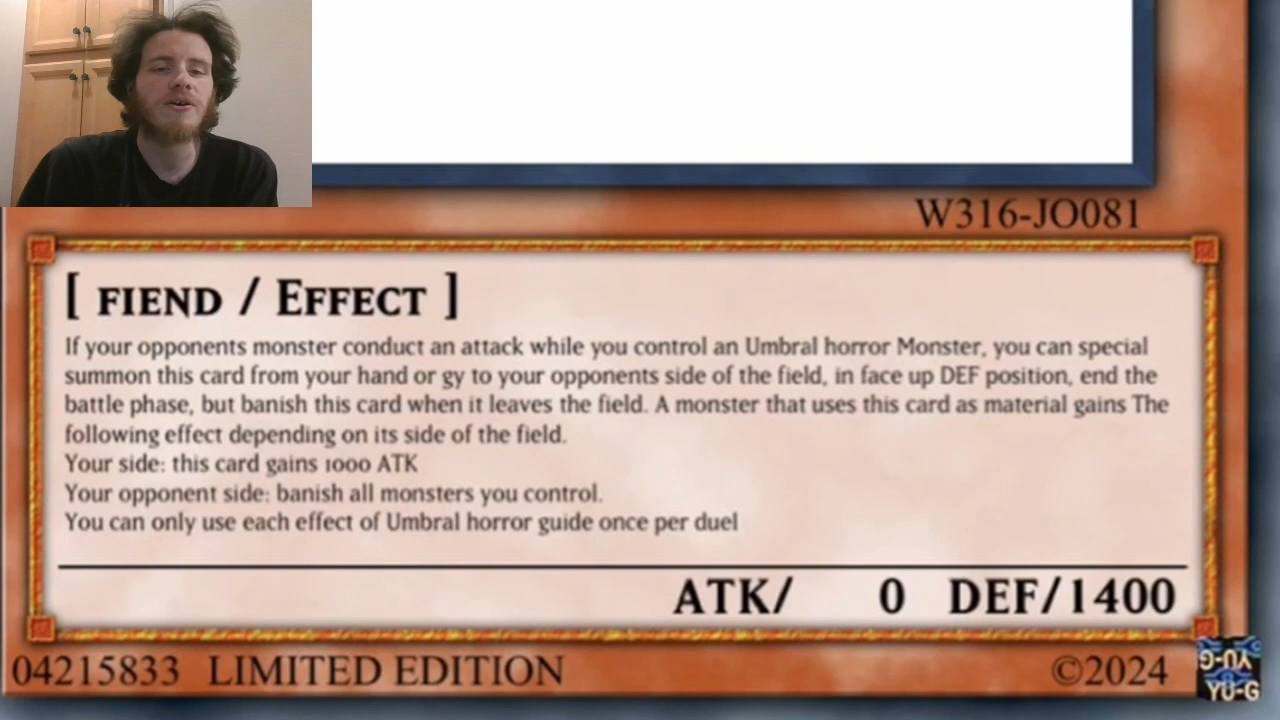 W316-JO081
[ FIEND / EFFECT ]
If your opponents monster conduct an attack while you control an Umbral horror Monster, you can special
summon this card from your hand or gy to your opponents side of the field, in face up DEF position, end the
battle phase, but banish this card when it leaves the field. A monster that uses this card as material gains The
following effect depending on its side of the field.
Your side: this card gains 1000 ATK
Your opponent side: banish all monsters you control.
You can only use each effect of Umbral horror guide once per duel
ATK/ 0 DEF/1400
04215833 LIMITED EDITION ©2024
YU-G
YU-G